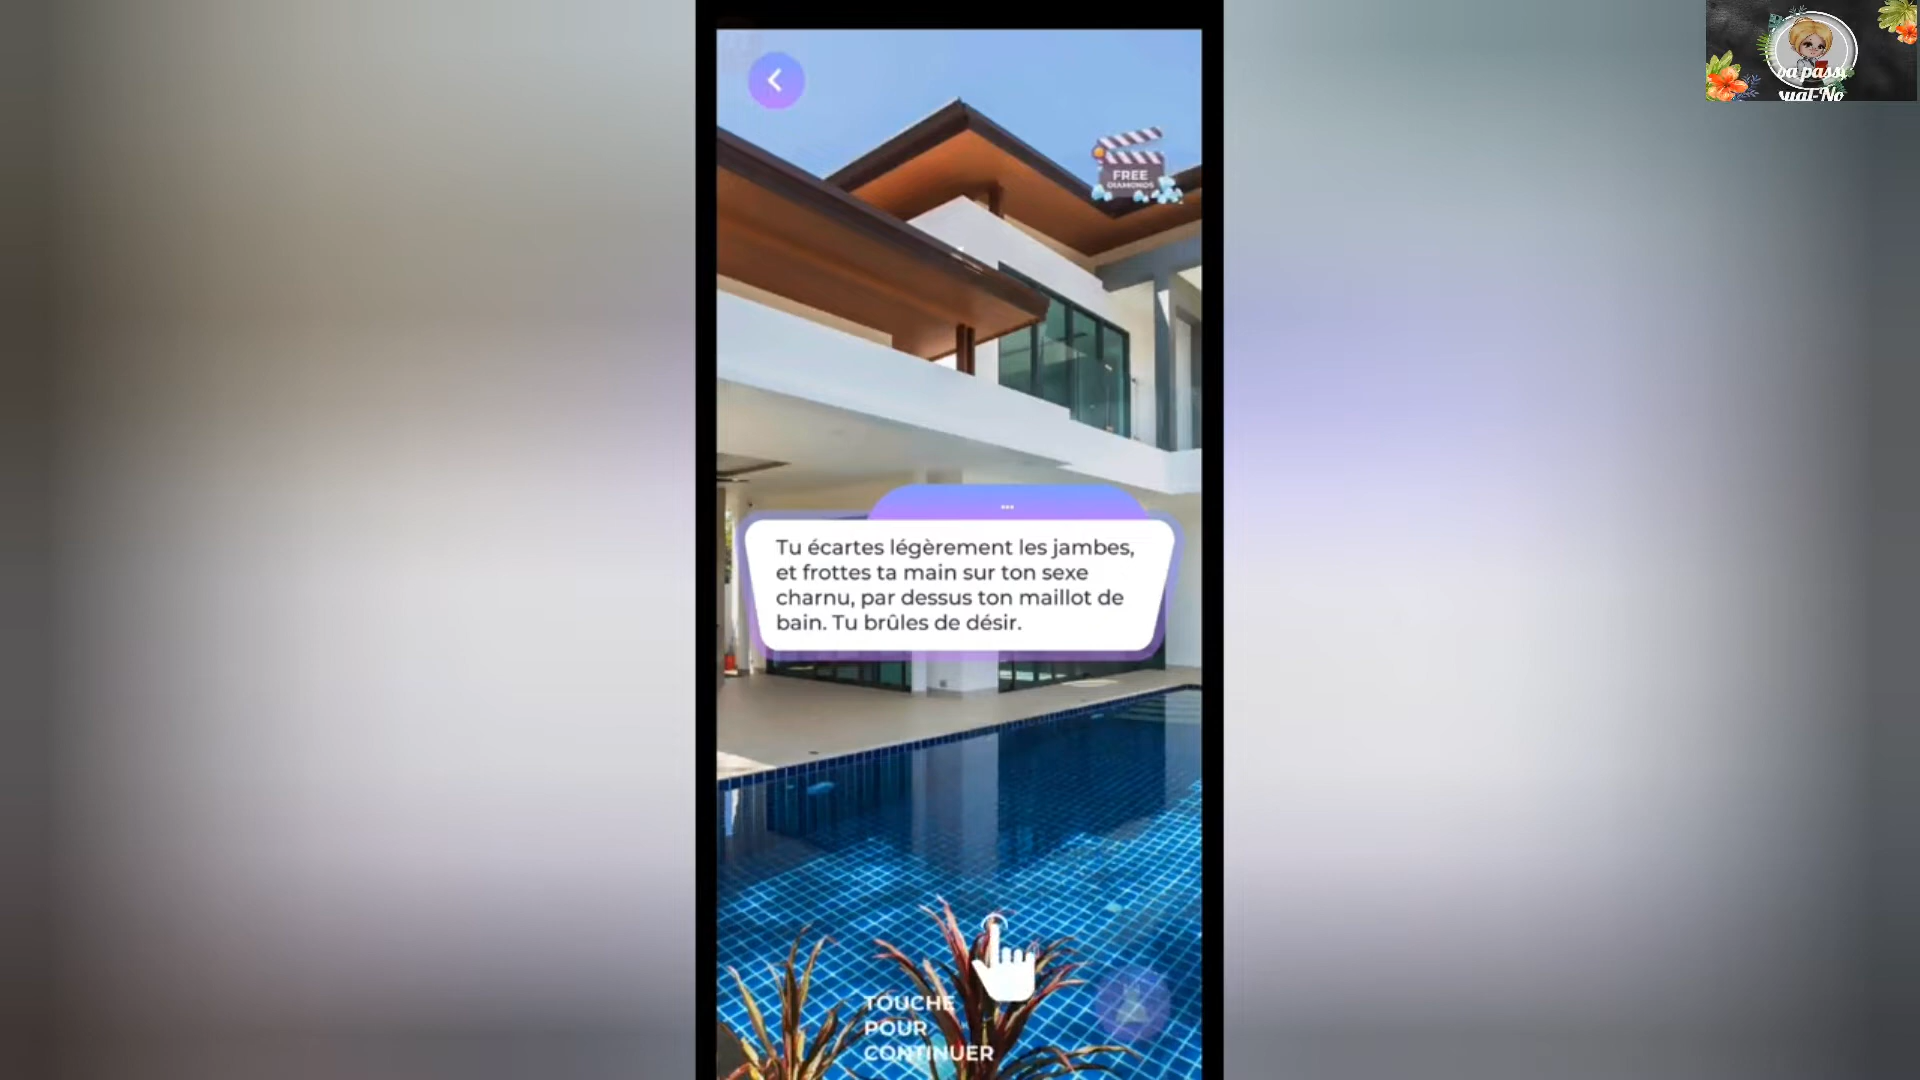 FREE
DIAMONDS
...
Tu écartes légèrement les jambes,
et frottes ta main sur ton sexe
charnu, par dessus ton maillot de
bain. Tu brûles de désir.
TOUCHE
POUR
CONTINUER